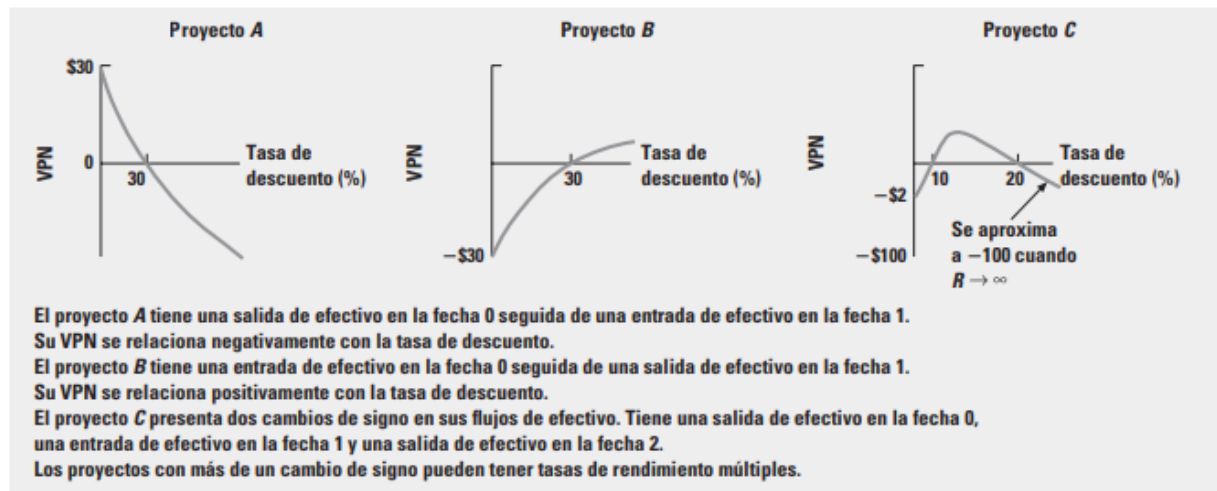 Proyecto A
$30
VPN
0
30
Tasa de
descuento (%)
Proyecto B
VPN
30
Tasa de
descuento (%)
−$30
Proyecto C
VPN
−$2
−$100
10
20
Tasa de
descuento (%)
Se aproxima
a −100 cuando
R → ∞
El proyecto A tiene una salida de efectivo en la fecha 0 seguida de una entrada de efectivo en la fecha 1.
Su VPN se relaciona negativamente con la tasa de descuento.
El proyecto B tiene una entrada de efectivo en la fecha 0 seguida de una salida de efectivo en la fecha 1.
Su VPN se relaciona positivamente con la tasa de descuento.
El proyecto C presenta dos cambios de signo en sus flujos de efectivo. Tiene una salida de efectivo en la fecha 0,
una entrada de efectivo en la fecha 1 y una salida de efectivo en la fecha 2.
Los proyectos con más de un cambio de signo pueden tener tasas de rendimiento múltiples.